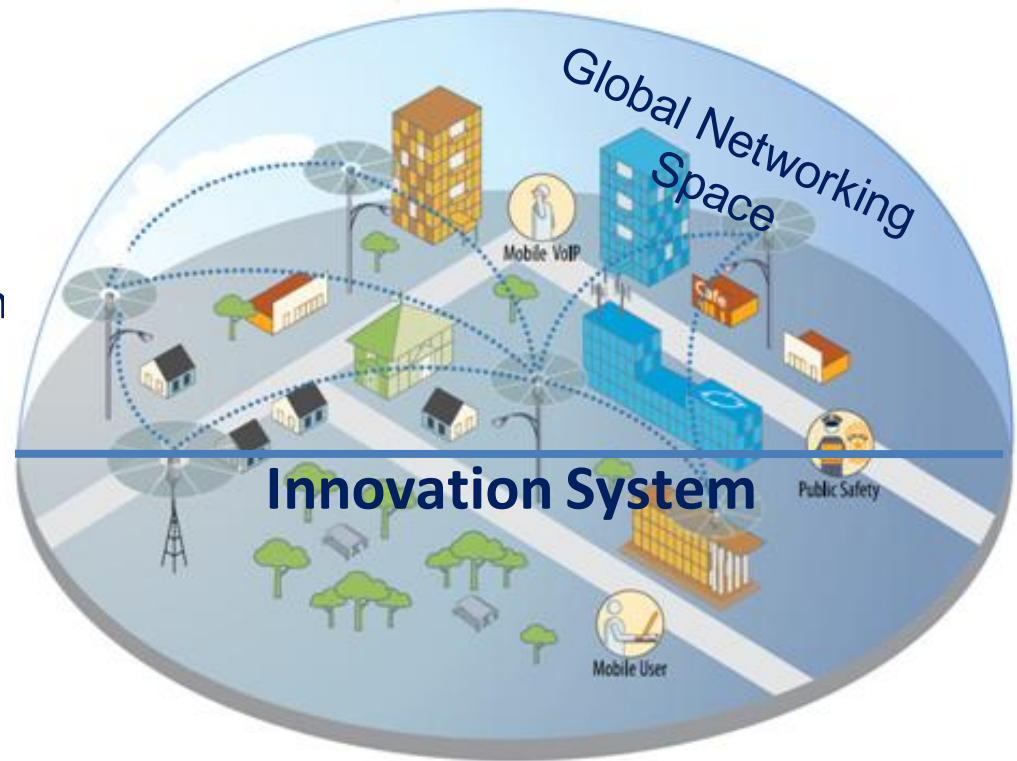 Global Networking
Space
Mobile VoIP
Cafe
n
Innovation System
Public Safety
Mobile User